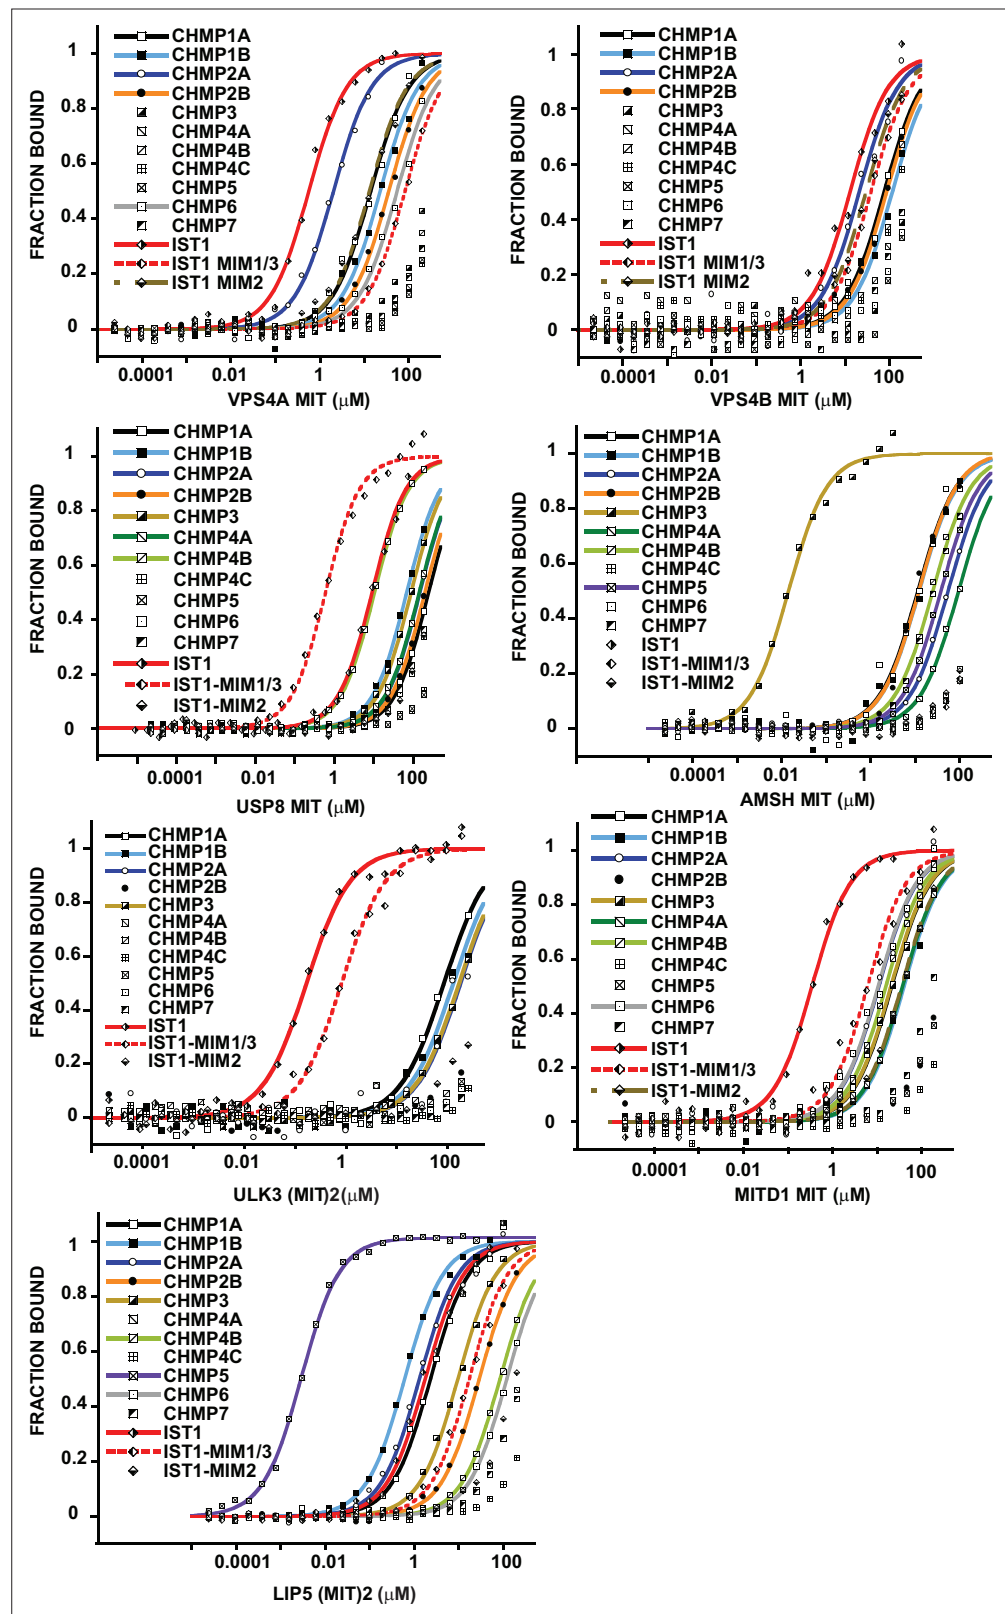 FRACTION BOUND
1
0.8
0.6
0.4
0.2
0
CHMP1A
CHMP1B
CHMP2A
CHMP2B
CHMP3
CHMP4A
CHMP4B
CHMP4C
CHMP5
CHMP6
CHMP7
IST1
IST1 MIM1/3
IST1 MIM2
0.0001 0.01 1 100
VPS4A MIT (μM)
FRACTION BOUND
1
0.8
0.6
0.4
0.2
0
CHMP1A
CHMP1B
CHMP2A
CHMP2B
CHMP3
CHMP4A
CHMP4B
CHMP4C
CHMP5
CHMP6
CHMP7
IST1
IST1 MIM1/3
IST1 MIM2
0.0001 0.01 1 100
VPS4B MIT (μM)
FRACTION BOUND
1
0.8
0.6
0.4
0.2
0
CHMP1A
CHMP1B
CHMP2A
CHMP2B
CHMP3
CHMP4A
CHMP4B
CHMP4C
CHMP5
CHMP6
CHMP7
IST1
IST1-MIM1/3
IST1-MIM2
0.0001 0.01 1 100
USP8 MIT (μM)
FRACTION BOUND
1
0.8
0.6
0.4
0.2
0
CHMP1A
CHMP1B
CHMP2A
CHMP2B
CHMP3
CHMP4A
CHMP4B
CHMP4C
CHMP5
CHMP6
CHMP7
IST1
IST1-MIM1/3
IST1-MIM2
0.0001 0.01 1 100
AMSH MIT (μM)
FRACTION BOUND
1
0.8
0.6
0.4
0.2
0
CHMP1A
CHMP1B
CHMP2A
CHMP2B
CHMP3
CHMP4A
CHMP4B
CHMP4C
CHMP5
CHMP6
CHMP7
IST1
IST1-MIM1/3
IST1-MIM2
0.0001 0.01 1 100
ULK3 (MIT)2 (μM)
FRACTION BOUND
1
0.8
0.6
0.4
0.2
0
CHMP1A
CHMP1B
CHMP2A
CHMP2B
CHMP3
CHMP4A
CHMP4B
CHMP4C
CHMP5
CHMP6
CHMP7
IST1
IST1-MIM1/3
IST1-MIM2
0.0001 0.01 1 100
MITD1 MIT (μM)
FRACTION BOUND
1
0.8
0.6
0.4
0.2
0
CHMP1A
CHMP1B
CHMP2A
CHMP2B
CHMP3
CHMP4A
CHMP4B
CHMP4C
CHMP5
CHMP6
CHMP7
IST1
IST1-MIM1/3
IST1-MIM2
0.0001 0.01 1 100
LIP5 (MIT)2 (μM)